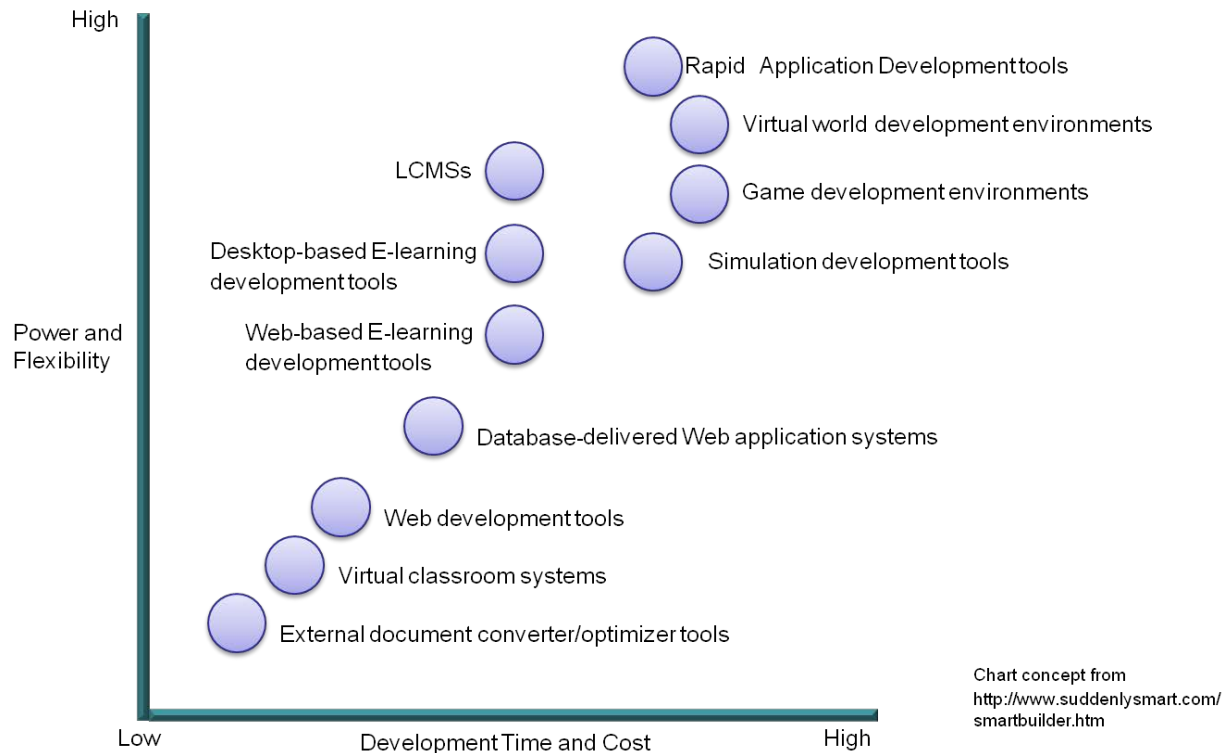 High
Rapid Application Development tools
Virtual world development environments
LCMSs
Game development environments
Desktop-based E-learning
development tools
Simulation development tools
Power and
Flexibility
Web-based E-learning
development tools
Database-delivered Web application systems
Web development tools
Virtual classroom systems
External document converter/optimizer tools
Chart concept from
http://www.suddenlysmart.com/
smartbuilder.htm
Low
Development Time and Cost
High